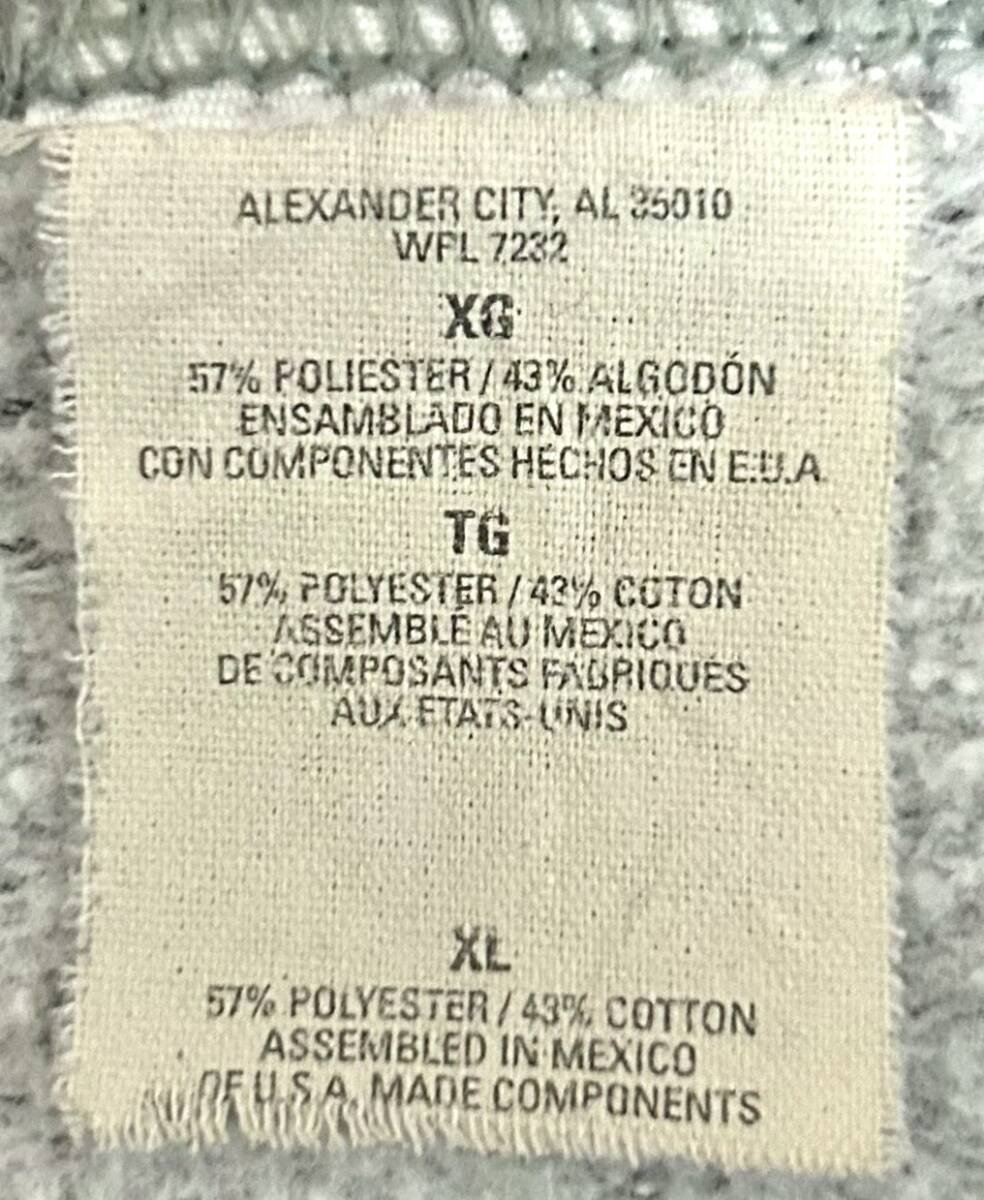 ALEXANDER CITY, AL 35010
WPL 7232
XG
57% POLIESTER / 43% ALGODÓN
ENSAMBLADO EN MEXICO
CON COMPONENTES HECHOS EN E.U.A
TG
57% POLYESTER / 43% COTON
ASSEMBLÉ AU MEXICO
DE COMPOSANTS FABRIQUÉS
AUX ETATS-UNIS
XL
57% POLYESTER / 43% COTTON
ASSEMBLED IN MEXICO
OF U.S.A. MADE COMPONENTS